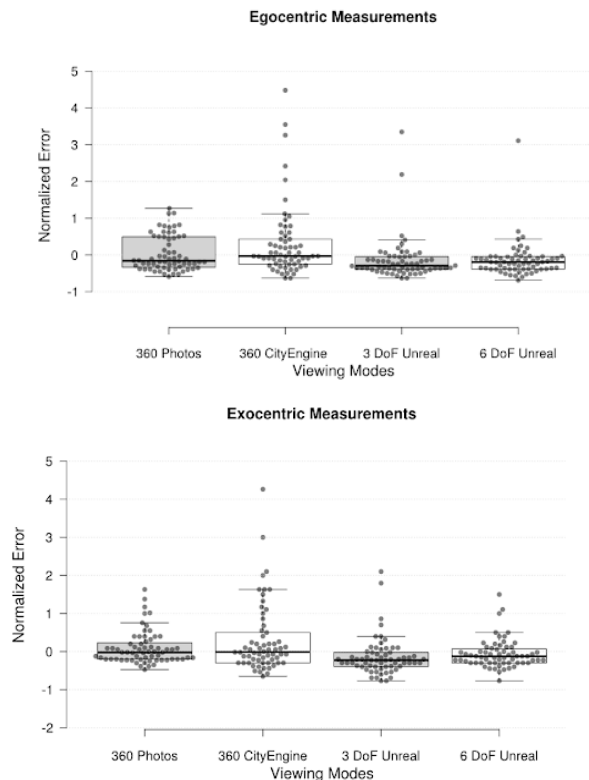 Egocentric Measurements
5
4
3
2
1
0
-1
Normalized Error
360 Photos 360 CityEngine 3 DoF Unreal 6 DoF Unreal
Viewing Modes
Exocentric Measurements
5
4
3
2
1
0
-1
-2
Normalized Error
360 Photos 360 CityEngine 3 DoF Unreal 6 DoF Unreal
Viewing Modes